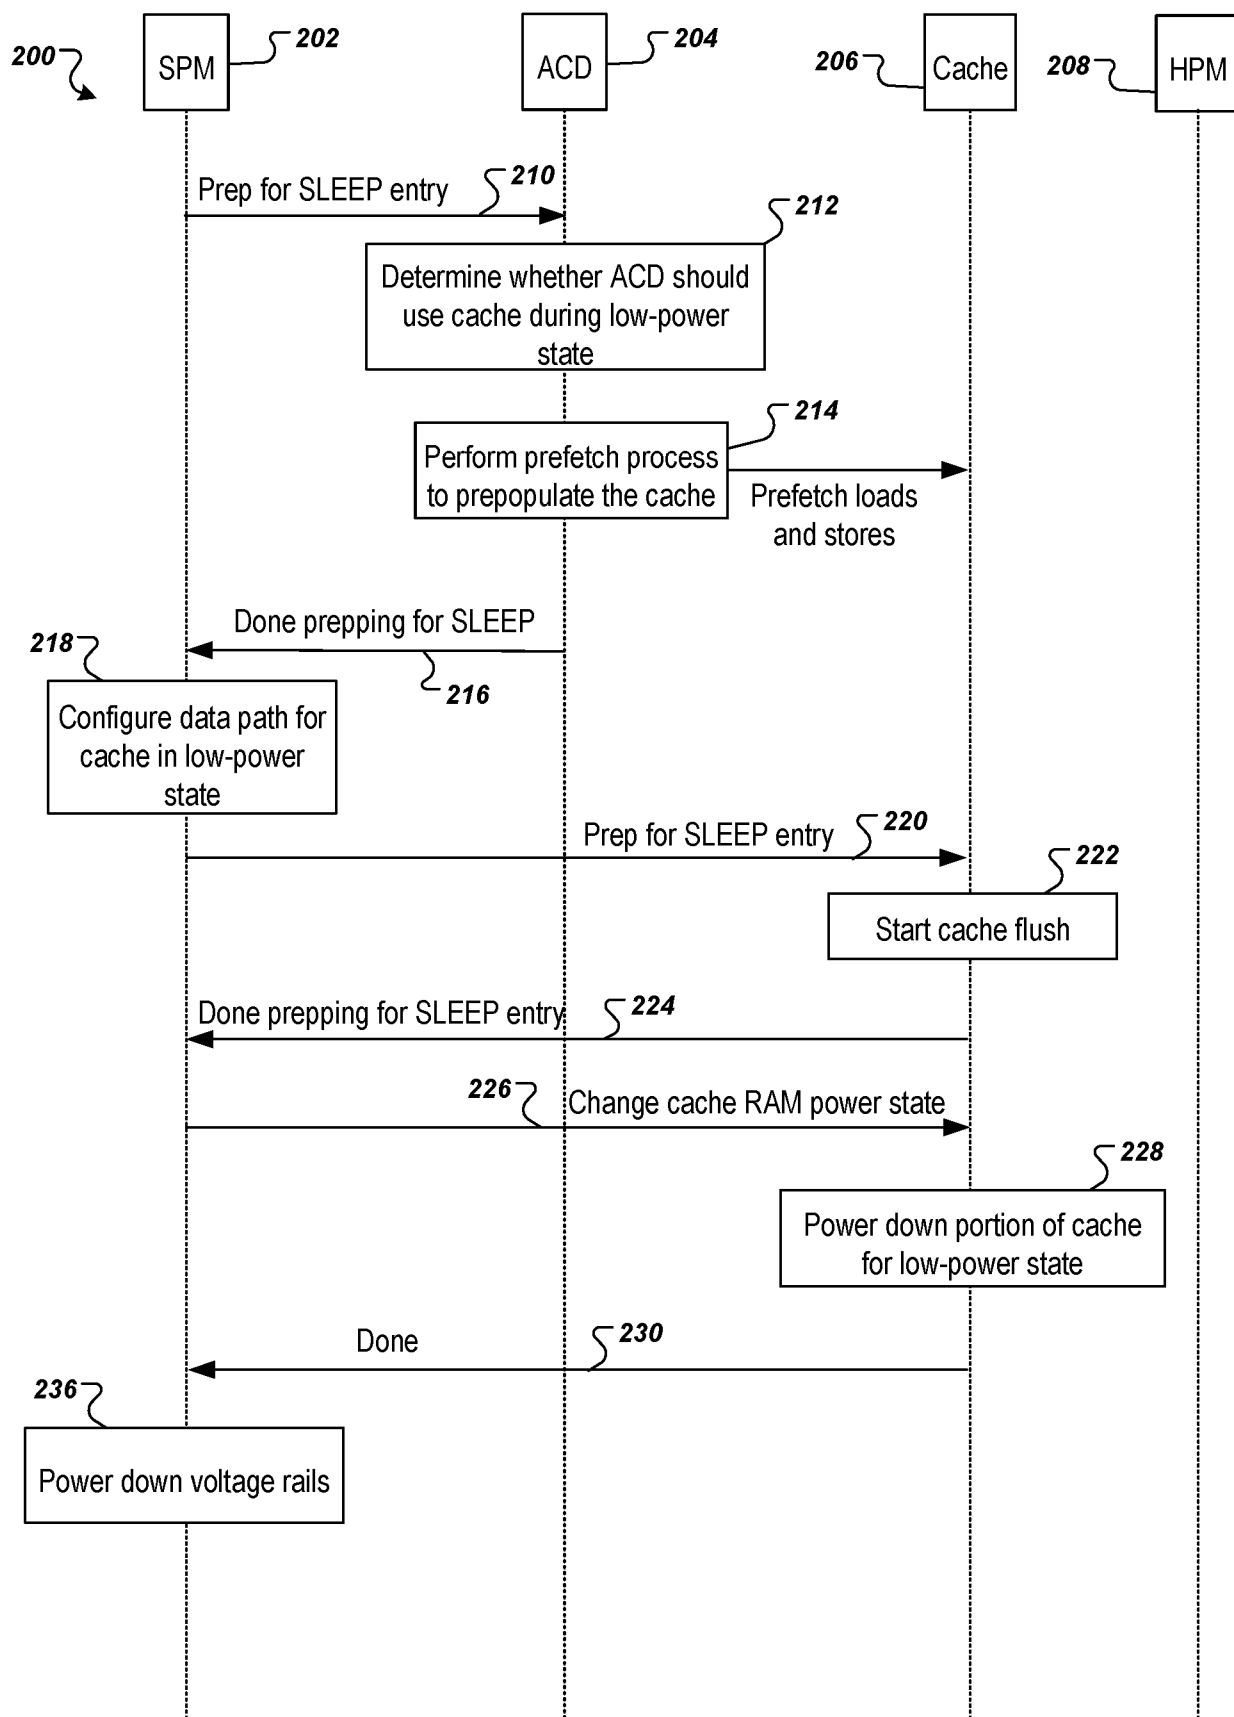 200
SPM
202
ACD
204
206
Cache
208
HPM
Prep for SLEEP entry
210
212
Determine whether ACD should
use cache during low-power
state
214
Perform prefetch process
to prepopulate the cache
Prefetch loads
and stores
Done prepping for SLEEP
216
218
Configure data path for
cache in low-power
state
Prep for SLEEP entry
220
222
Start cache flush
Done prepping for SLEEP entry
224
226
Change cache RAM power state
228
Power down portion of cache
for low-power state
Done
230
236
Power down voltage rails